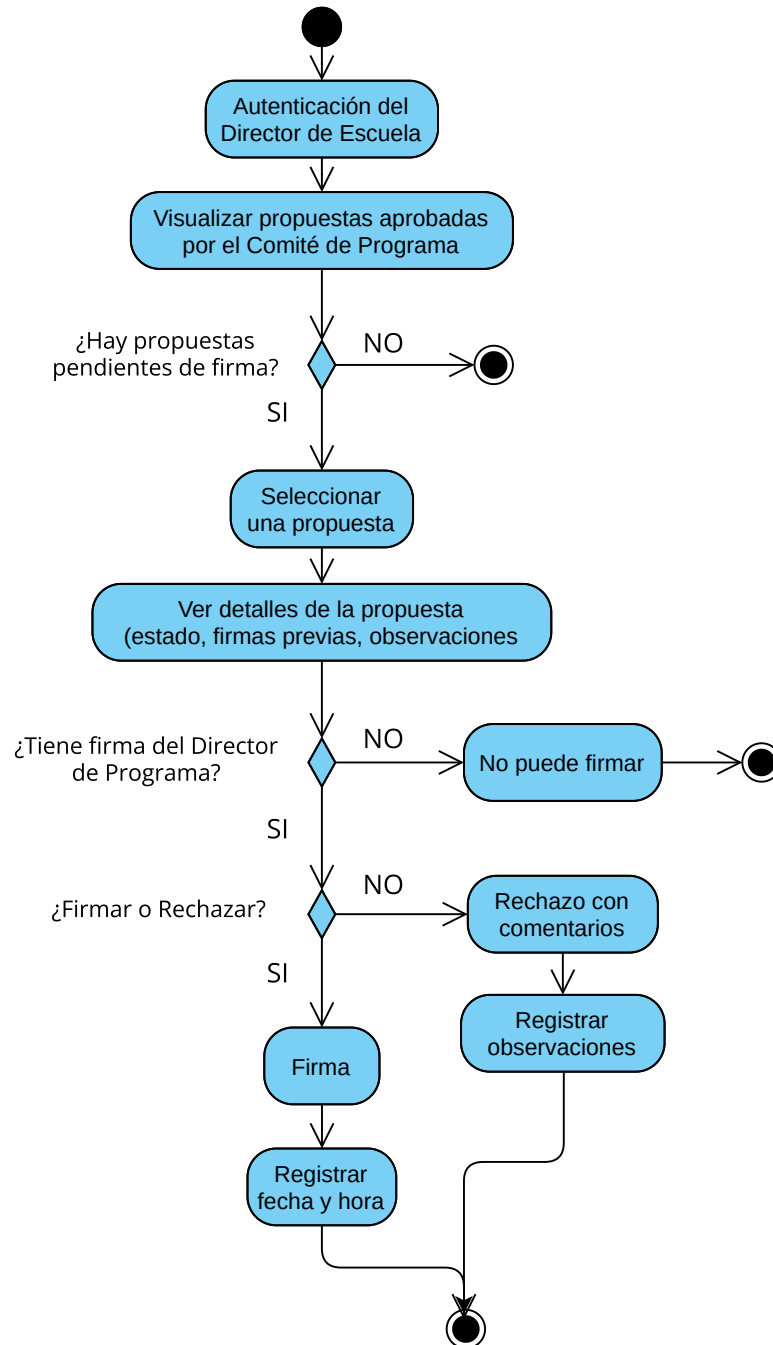 Autenticación del
Director de Escuela
Visualizar propuestas aprobadas
por el Comité de Programa
¿Hay propuestas
pendientes de firma?
NO
SI
Seleccionar
una propuesta
Ver detalles de la propuesta
(estado, firmas previas, observaciones
¿Tiene firma del Director
de Programa?
NO
No puede firmar
SI
¿Firmar o Rechazar?
NO
Rechazo con
comentarios
SI
Registrar
observaciones
Firma
Registrar
fecha y hora